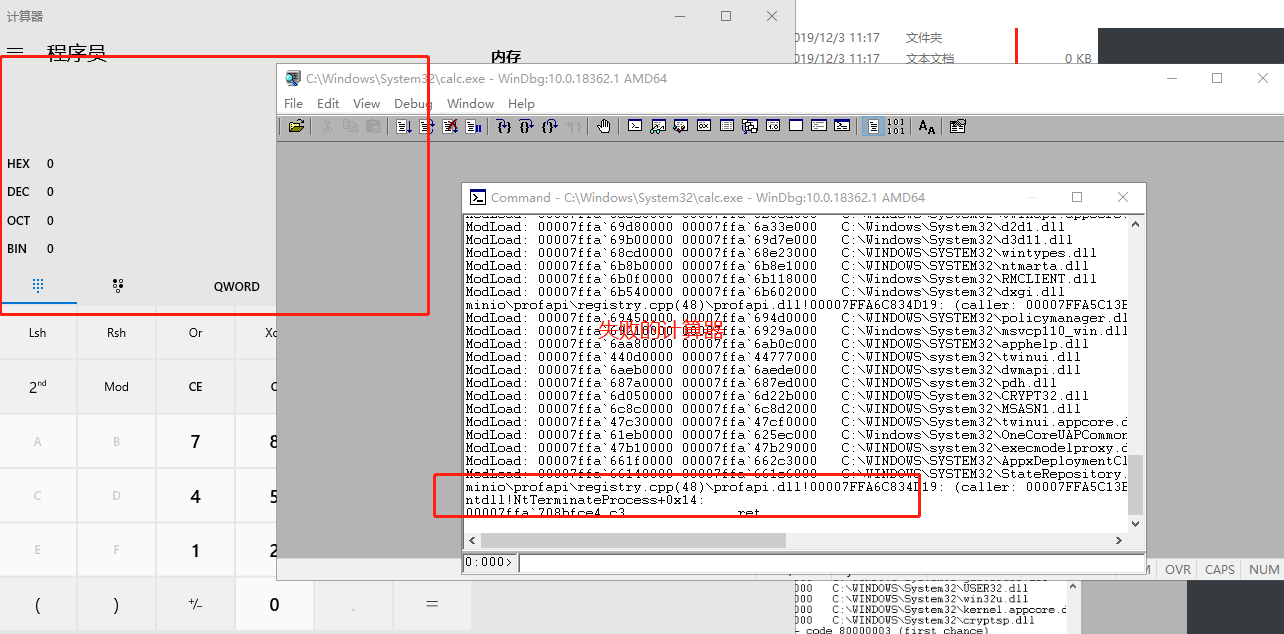 计算器
程序员
内存
HEX 0
DEC 0
OCT 0
BIN 0
QWORD
Lsh Rsh Or
2nd Mod CE
A B 7 8
C D 4 5
E F 1 2
( ) +/- 0 . =
019/12/3 11:17 文件夹
019/12/3 11:17 文本文档 0 KB
C:\Windows\System32\calc.exe - WinDbg:10.0.18362.1 AMD64
File Edit View Debug Window Help
Command - C:\Windows\System32\calc.exe - WinDbg:10.0.18362.1 AMD64
ModLoad: 00007ffa`69d80000 00007ffa`6a33e000 C:\Windows\System32\d2d1.dll
ModLoad: 00007ffa`69b00000 00007ffa`69d7e000 C:\Windows\System32\d3d11.dll
ModLoad: 00007ffa`68cd0000 00007ffa`68e23000 C:\WINDOWS\SYSTEM32\wintypes.dll
ModLoad: 00007ffa`6b8b0000 00007ffa`6b8e1000 C:\WINDOWS\SYSTEM32\ntmarta.dll
ModLoad: 00007ffa`6b0f0000 00007ffa`6b118000 C:\WINDOWS\System32\RMCLIENT.dll
ModLoad: 00007ffa`6b540000 00007ffa`6b602000 C:\WINDOWS\System32\dxgi.dll
minio\profapi\registry.cpp(48)\profapi.dll!00007FFA6C834D19: (caller: 00007FFA5C13E
ModLoad: 00007ffa`69450000 00007ffa`694d0000 C:\WINDOWS\SYSTEM32\policymanager.dl
ModLoad: 00007ffa` 00007ffa`6929a000 C:\WINDOWS\SYSTEM32\msvcp110_win.dll
失败的计算器
ModLoad: 00007ffa`6aa80000 00007ffa`6ab0c000 C:\WINDOWS\System32\apphelp.dll
ModLoad: 00007ffa`440d0000 00007ffa`44777000 C:\WINDOWS\System32\twinui.dll
ModLoad: 00007ffa`6aeb0000 00007ffa`6aede000 C:\WINDOWS\System32\dwmapi.dll
ModLoad: 00007ffa`687a0000 00007ffa`687ed000 C:\WINDOWS\System32\pdh.dll
ModLoad: 00007ffa`6d050000 00007ffa`6d22b000 C:\WINDOWS\System32\CRYPT32.dll
ModLoad: 00007ffa`6c8c0000 00007ffa`6c8d2000 C:\WINDOWS\System32\MSASN1.dll
ModLoad: 00007ffa`47c30000 00007ffa`47cf0000 C:\WINDOWS\System32\twinui.appcore.d
ModLoad: 00007ffa`61eb0000 00007ffa`625ec000 C:\WINDOWS\System32\OneCoreUAPCommon
ModLoad: 00007ffa`47b10000 00007ffa`47b29000 C:\WINDOWS\System32\execmodelproxy.d
ModLoad: 00007ffa`661f0000 00007ffa`662c3000 C:\WINDOWS\System32\AppxDeploymentCl
ModLoad: 00007ffa`66140000 00007ffa`661e6000 C:\WINDOWS\System32\StateRepository
minio\profapi\registry.cpp(48)\profapi.dll!00007FFA6C834D19: (caller: 00007FFA5C13E
ntdll!NtTerminateProcess+0x14:
00007ffa`708bfce4 c3 ret
0:000>
OVR CAPS NUM
000 C:\WINDOWS\System32\USER32.dll
000 C:\WINDOWS\System32\win32u.dll
000 C:\WINDOWS\System32\kernel.appcore.d
000 C:\WINDOWS\System32\cryptsp.dll
- code 80000003 (first chance)